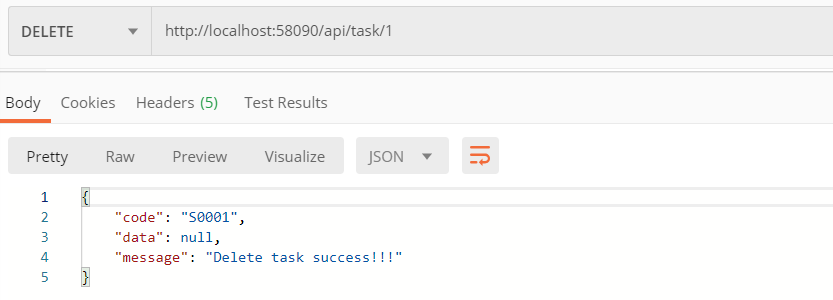 DELETE http://localhost:58090/api/task/1
Body Cookies Headers (5) Test Results
Pretty Raw Preview Visualize JSON
1 {
2 "code": "S0001",
3 "data": null,
4 "message": "Delete task success!!!"
5 }